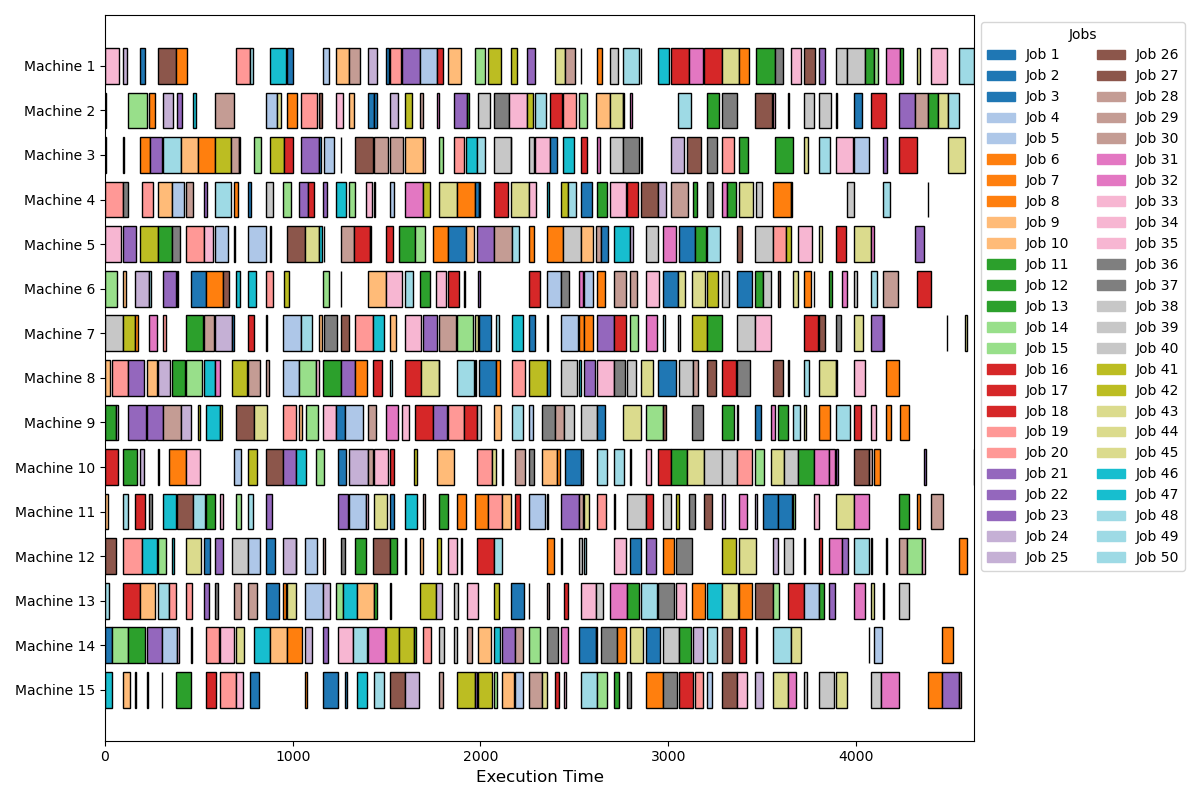 Machine 1
Machine 2
Machine 3
Machine 4
Machine 5
Machine 6
Machine 7
Machine 8
Machine 9
Machine 10
Machine 11
Machine 12
Machine 13
Machine 14
Machine 15
0 1000 2000 3000 4000
Execution Time
Jobs
Job 1 Job 26
Job 2 Job 27
Job 3 Job 28
Job 4 Job 29
Job 5 Job 30
Job 6 Job 31
Job 7 Job 32
Job 8 Job 33
Job 9 Job 34
Job 10 Job 35
Job 11 Job 36
Job 12 Job 37
Job 13 Job 38
Job 14 Job 39
Job 15 Job 40
Job 16 Job 41
Job 17 Job 42
Job 18 Job 43
Job 19 Job 44
Job 20 Job 45
Job 21 Job 46
Job 22 Job 47
Job 23 Job 48
Job 24 Job 49
Job 25 Job 50